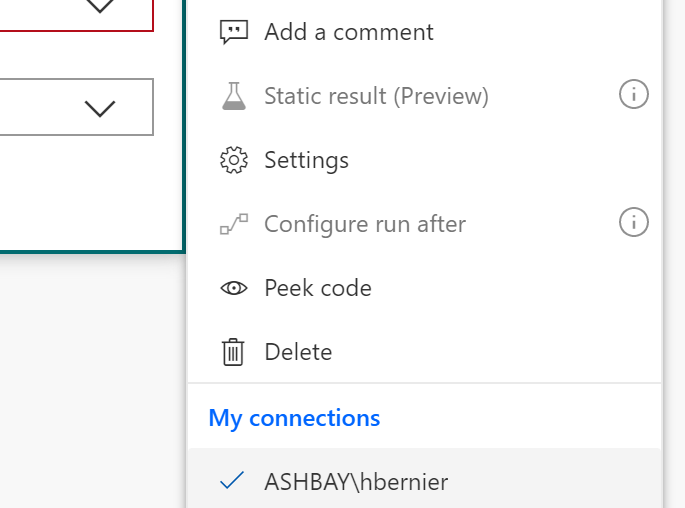 Add a comment
Static result (Preview)
Settings
Configure run after
Peek code
Delete
My connections
ASHBAY\hbernier